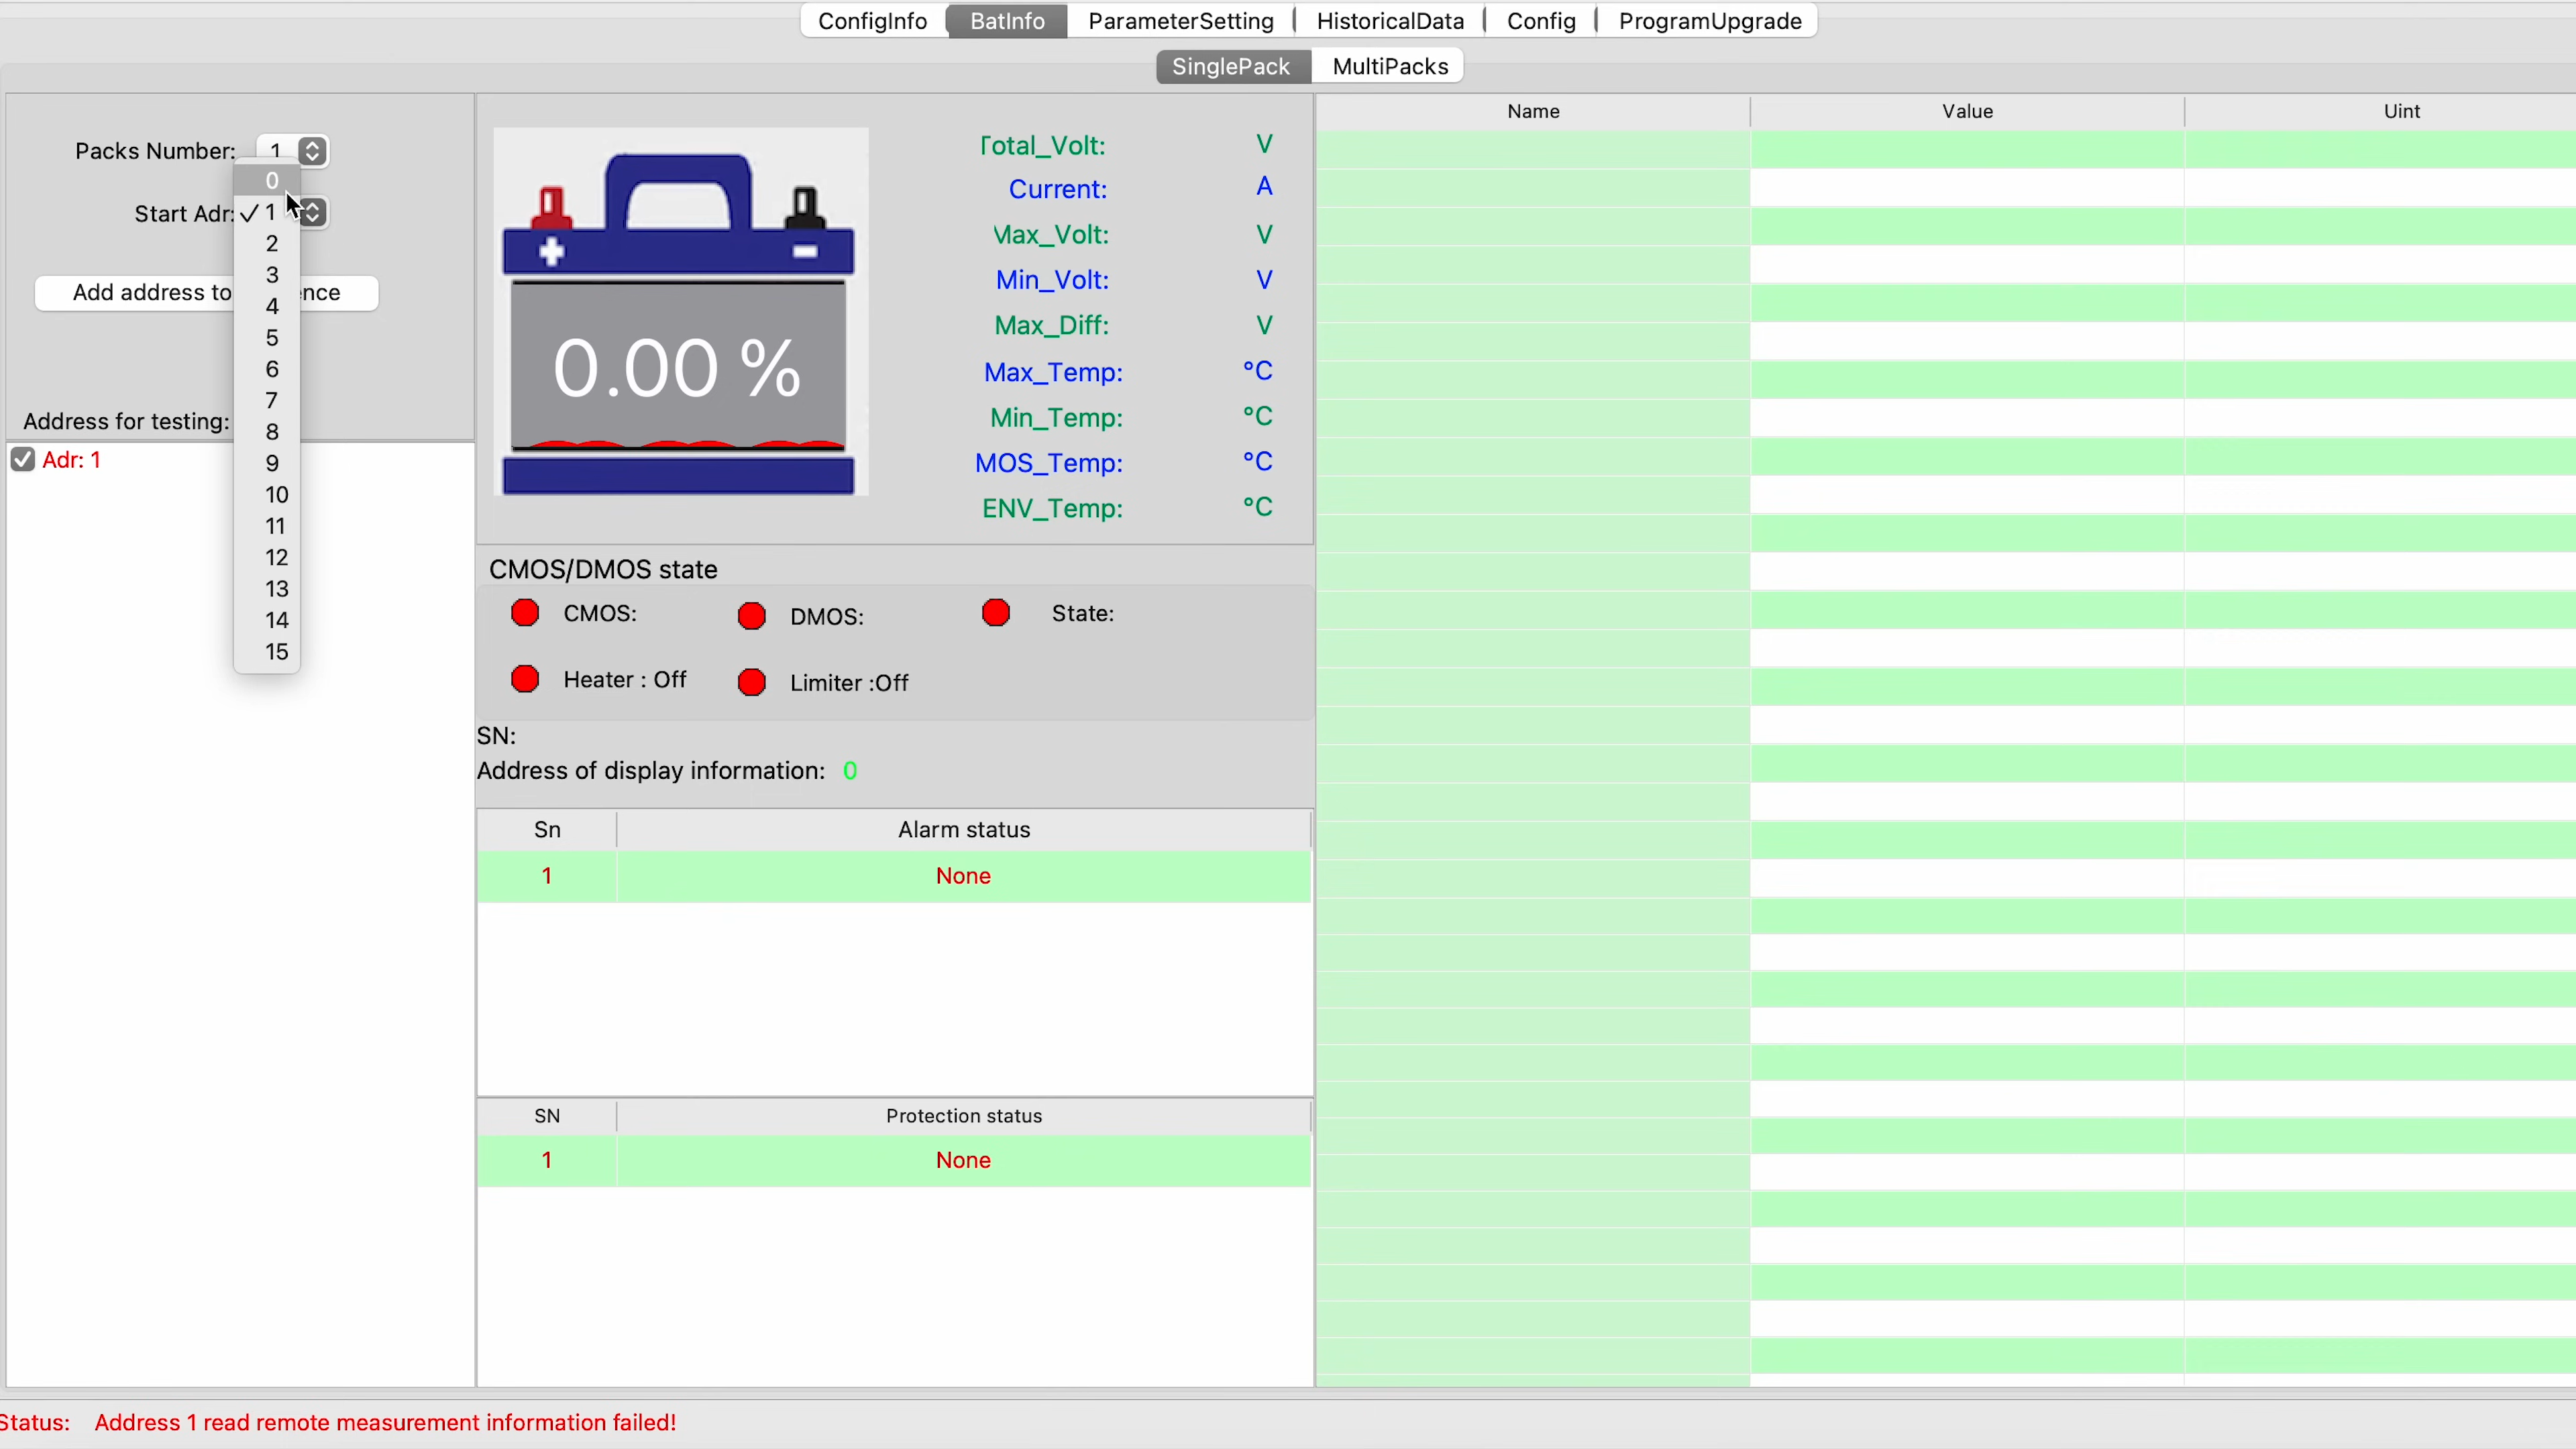 ConfigInfo BatInfo ParameterSetting HistoricalData Config ProgramUpgrade
SinglePack MultiPacks
Packs Number: 1
Start Adr:
0
✓ 1
2
3
4
5
6
7
8
9
10
11
12
13
14
15
Add address to ence
Address for testing:
Adr: 1
+ -
0.00 %
Total_Volt: V
Current: A
Max_Volt: V
Min_Volt: V
Max_Diff: V
Max_Temp: °C
Min_Temp: °C
MOS_Temp: °C
ENV_Temp: °C
CMOS/DMOS state
CMOS: DMOS: State:
Heater : Off Limiter :Off
SN:
Address of display information: 0
Sn Alarm status
1 None
SN Protection status
1 None
Name Value Uint
Status: Address 1 read remote measurement information failed!